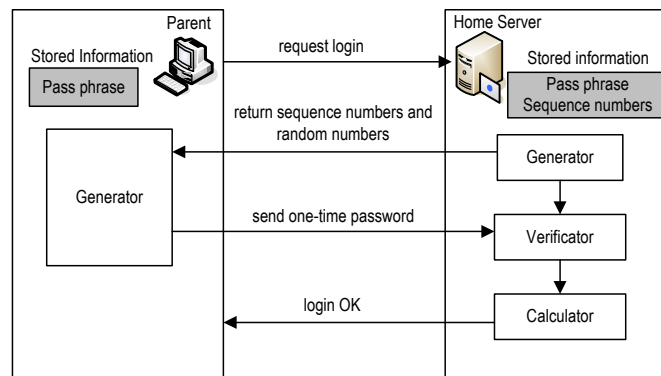 Parent
Home Server
Stored Information
Pass phrase
request login
Stored information
Pass phrase
Sequence numbers
return sequence numbers and
random numbers
Generator
Generator
send one-time password
Verificator
login OK
Calculator